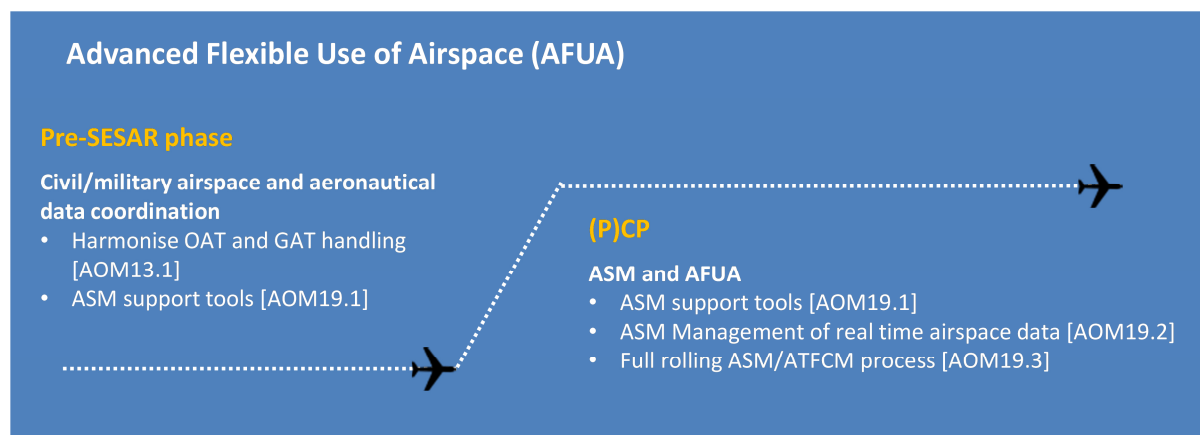 Advanced Flexible Use of Airspace (AFUA)
Pre-SESAR phase
Civil/military airspace and aeronautical
data coordination
• Harmonise OAT and GAT handling
[AOM13.1]
• ASM support tools [AOM19.1]
(P)CP
ASM and AFUA
• ASM support tools [AOM19.1]
• ASM Management of real time airspace data [AOM19.2]
• Full rolling ASM/ATFCM process [AOM19.3]